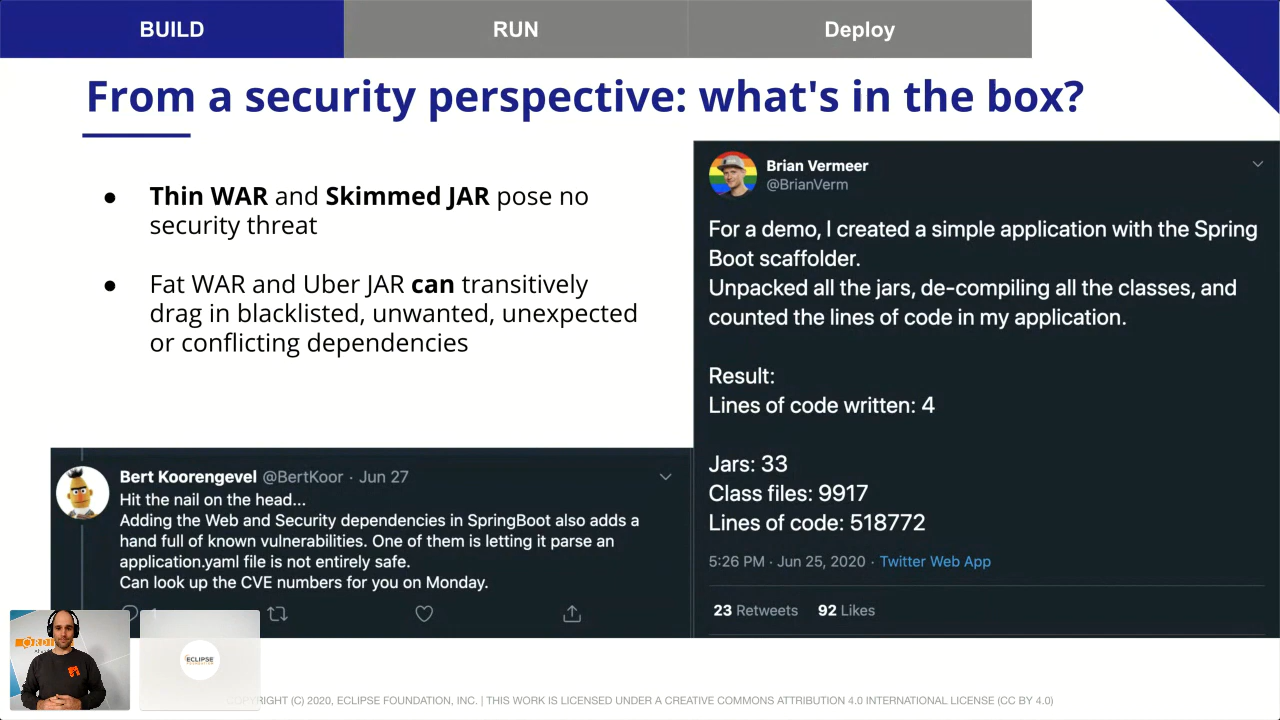 BUILD
RUN
Deploy
From a security perspective: what's in the box?
● Thin WAR and Skimmed JAR pose no
security threat
● Fat WAR and Uber JAR can transitively
drag in blacklisted, unwanted, unexpected
or conflicting dependencies
Brian Vermeer
@BrianVerm
For a demo, I created a simple application with the Spring
Boot scaffolder.
Unpacked all the jars, de-compiling all the classes, and
counted the lines of code in my application.
Result:
Lines of code written: 4
Jars: 33
Class files: 9917
Lines of code: 518772
5:26 PM · Jun 25, 2020 · Twitter Web App
23 Retweets 92 Likes
Bert Koorengevel @BertKoor · Jun 27
Hit the nail on the head...
Adding the Web and Security dependencies in SpringBoot also adds a
hand full of known vulnerabilities. One of them is letting it parse an
application.yaml file is not entirely safe.
Can look up the CVE numbers for you on Monday.
ECLIPSE
COPYRIGHT (C) 2020, ECLIPSE FOUNDATION, INC. | THIS WORK IS LICENSED UNDER A CREATIVE COMMONS ATTRIBUTION 4.0 INTERNATIONAL LICENSE (CC BY 4.0)